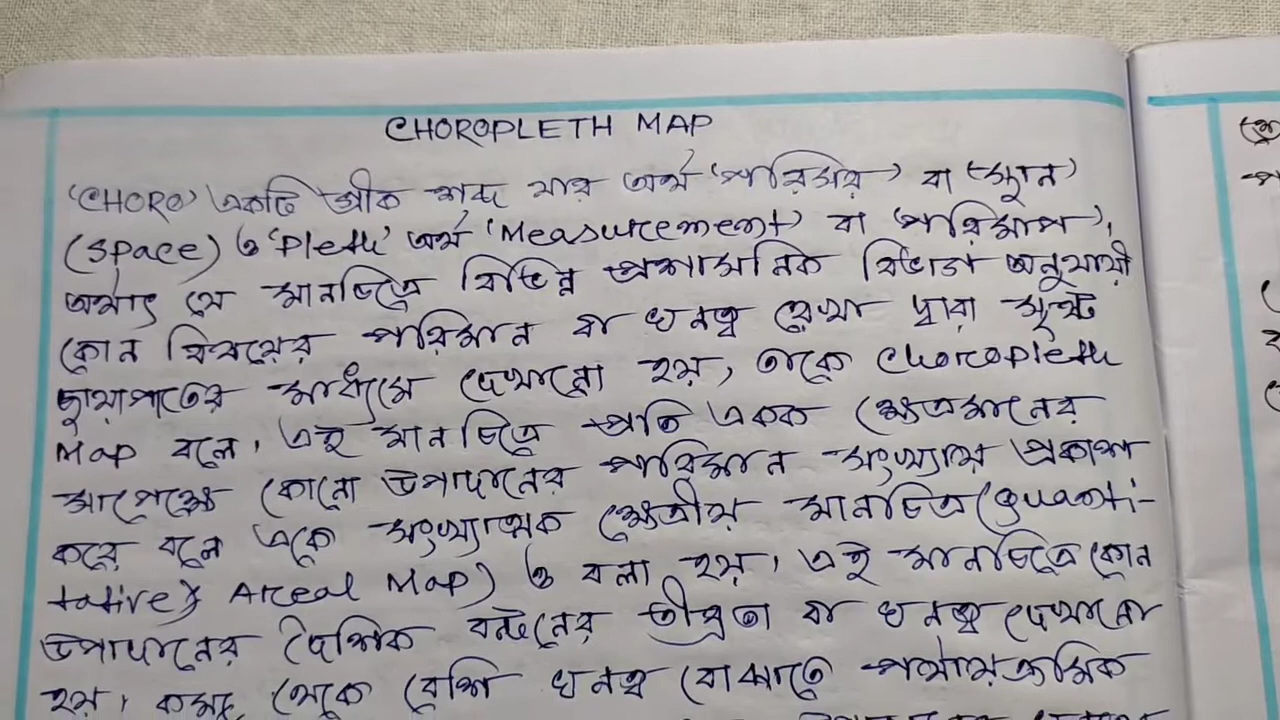 CHOROPLETH MAP
'CHORO' একটি গ্রীক শব্দ যার অর্থ 'পরিসর' বা 'স্থান'
(space) ও 'Pleth' অর্থ 'Measurement' বা 'পরিমাপ',
অর্থাৎ যে মানচিত্রে বিভিন্ন প্রশাসনিক বিভাগ অনুযায়ী
কোন বিষয়ের পরিমান বা ঘনত্ব রেখা দ্বারা সৃষ্ট
ছায়াপাতের মাধ্যমে দেখানো হয়, তাকে Choropleth
Map বলে, এই মানচিত্রে প্রতি একক ক্ষেত্রমানের
সাপেক্ষে কোনো উপাদানের পরিমান সংখ্যায় প্রকাশ
করে বলে একে সংখ্যাত্মক ক্ষেত্রীয় মানচিত্র (Quanti-
tative) Areal Map) ও বলা হয়, এই মানচিত্রে কোন
উপাদানের দৈশিক বন্টনের তীব্রতা বা ঘনত্ব দেখানো
হয়, কম থেকে বেশি ঘনত্ব বোঝাতে পর্যায়ক্রমিক